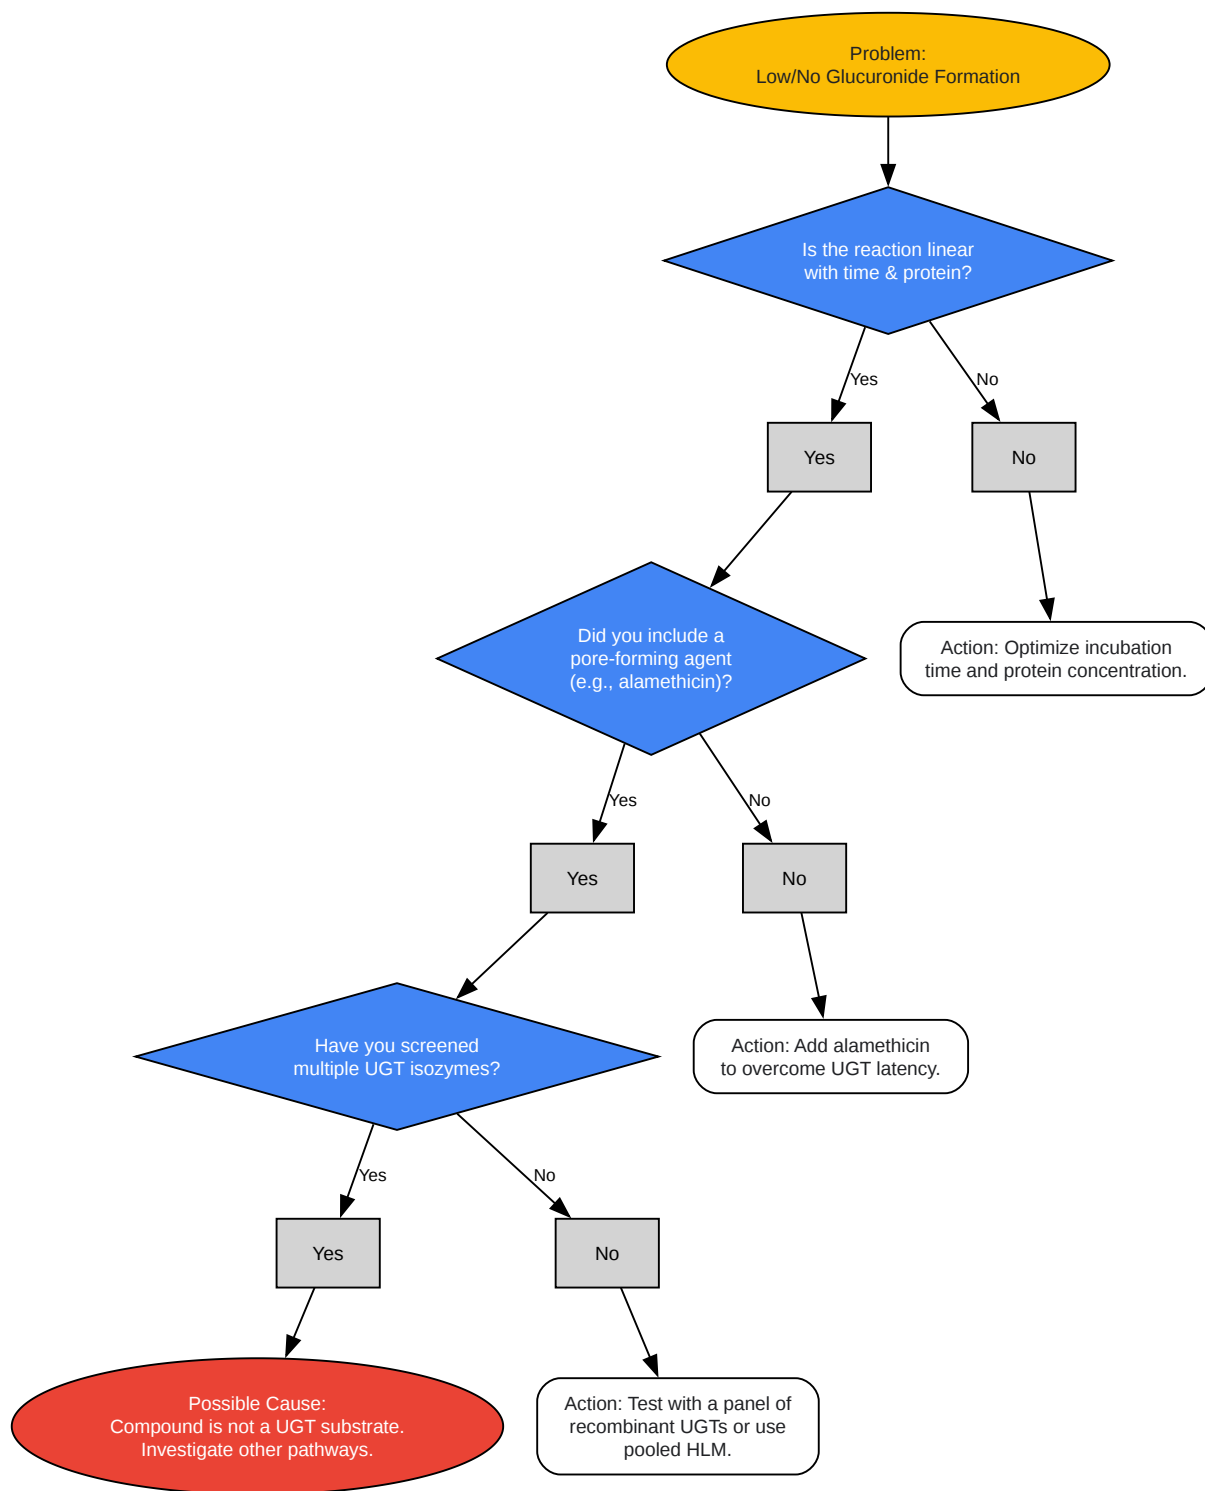 Problem:
Low/No Glucuronide Formation
Is the reaction linear
with time & protein?
Yes
No
Yes
No
Action: Optimize incubation
time and protein concentration.
Did you include a
pore-forming agent
(e.g., alamethicin)?
Yes
No
Yes
No
Action: Add alamethicin
to overcome UGT latency.
Have you screened
multiple UGT isozymes?
Yes
No
Yes
No
Possible Cause:
Compound is not a UGT substrate.
Investigate other pathways.
Action: Test with a panel of
recombinant UGTs or use
pooled HLM.